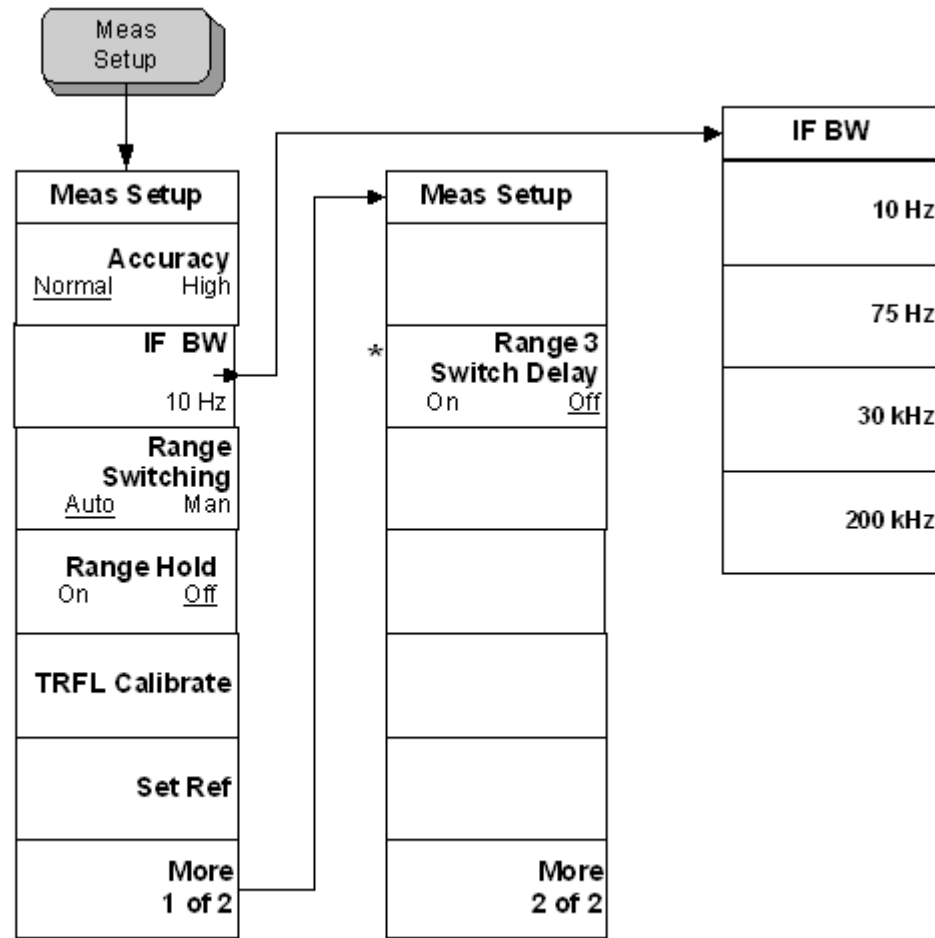 Meas
Setup
Meas Setup
Accuracy
Normal High
IF BW
10 Hz
Range
Switching
Auto Man
Range Hold
On Off
TRFL Calibrate
Set Ref
More
1 of 2
Meas Setup
*
Range 3
Switch Delay
On Off
More
2 of 2
IF BW
10 Hz
75 Hz
30 kHz
200 kHz